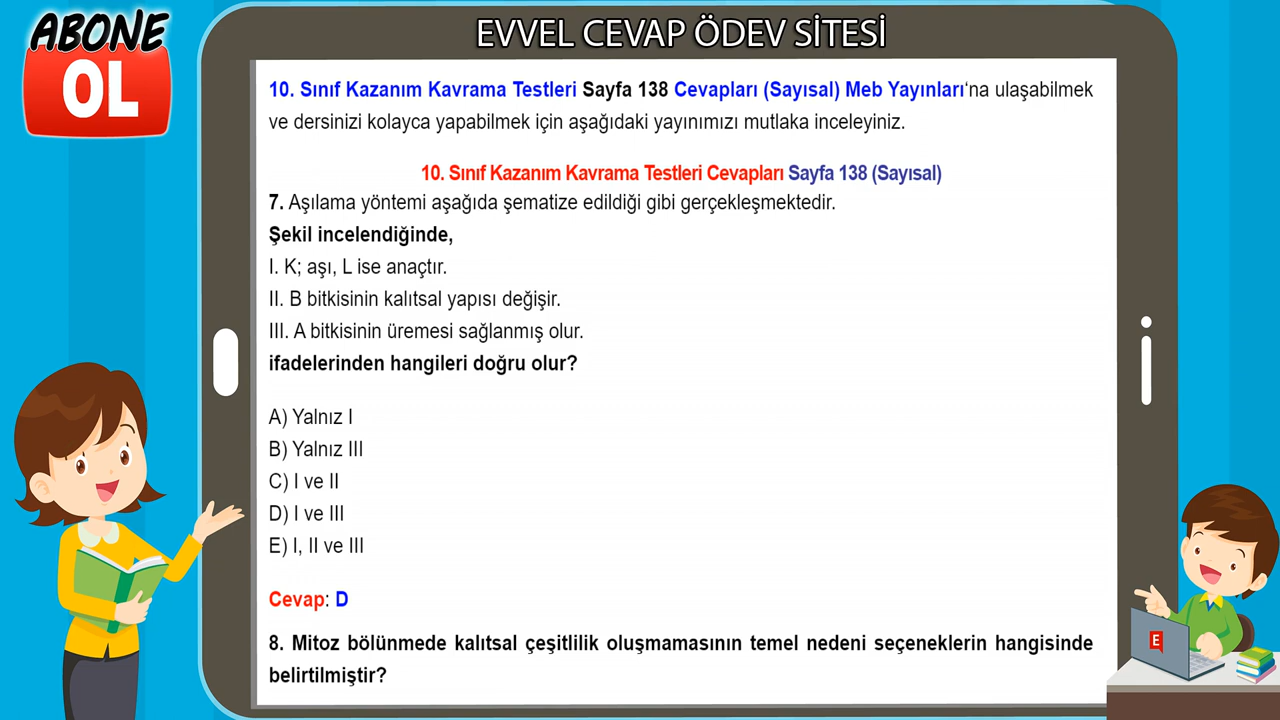 ABONE
OL
EVVEL CEVAP ÖDEV SİTESİ
10. Sınıf Kazanım Kavrama Testleri Sayfa 138 Cevapları (Sayısal) Meb Yayınları'na ulaşabilmek
ve dersinizi kolayca yapabilmek için aşağıdaki yayınımızı mutlaka inceleyiniz.
10. Sınıf Kazanım Kavrama Testleri Cevapları Sayfa 138 (Sayısal)
7. Aşılama yöntemi aşağıda şematize edildiği gibi gerçekleşmektedir.
Şekil incelendiğinde,
I. K; aşı, L ise anaçtır.
II. B bitkisinin kalıtsal yapısı değişir.
III. A bitkisinin üremesi sağlanmış olur.
ifadelerinden hangileri doğru olur?
A) Yalnız I
B) Yalnız III
C) I ve II
D) I ve III
E) I, II ve III
Cevap: D
8. Mitoz bölünmede kalıtsal çeşitlilik oluşmamasının temel nedeni seçeneklerin hangisinde
belirtilmiştir?
E